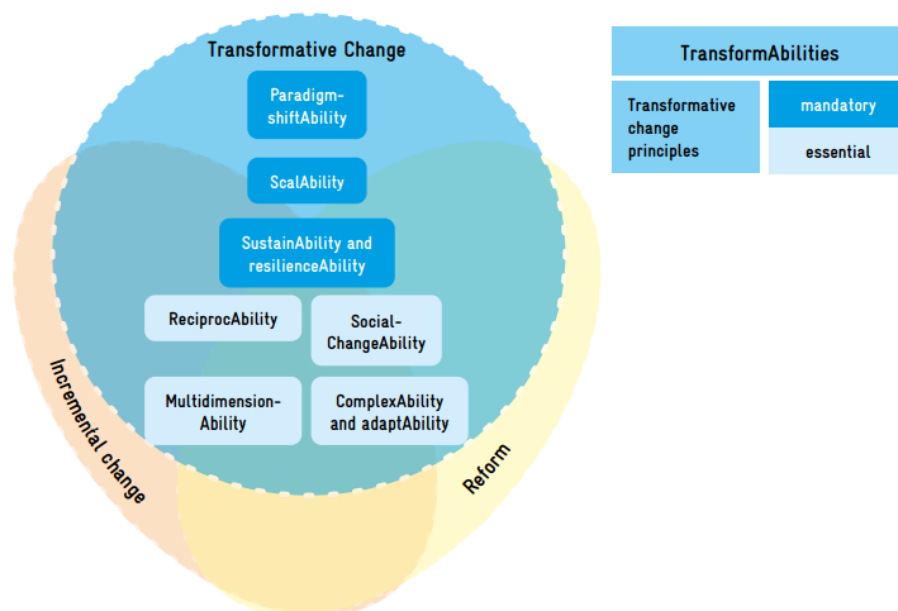 Transformative Change
Paradigm-
shiftAbility
ScalAbility
SustainAbility and
resilienceAbility
ReciprocAbility
Social-
ChangeAbility
Multidimension-
Ability
ComplexAbility
and adaptAbility
Incremental change
Reform
TransformAbilities
Transformative
change
principles
mandatory
essential